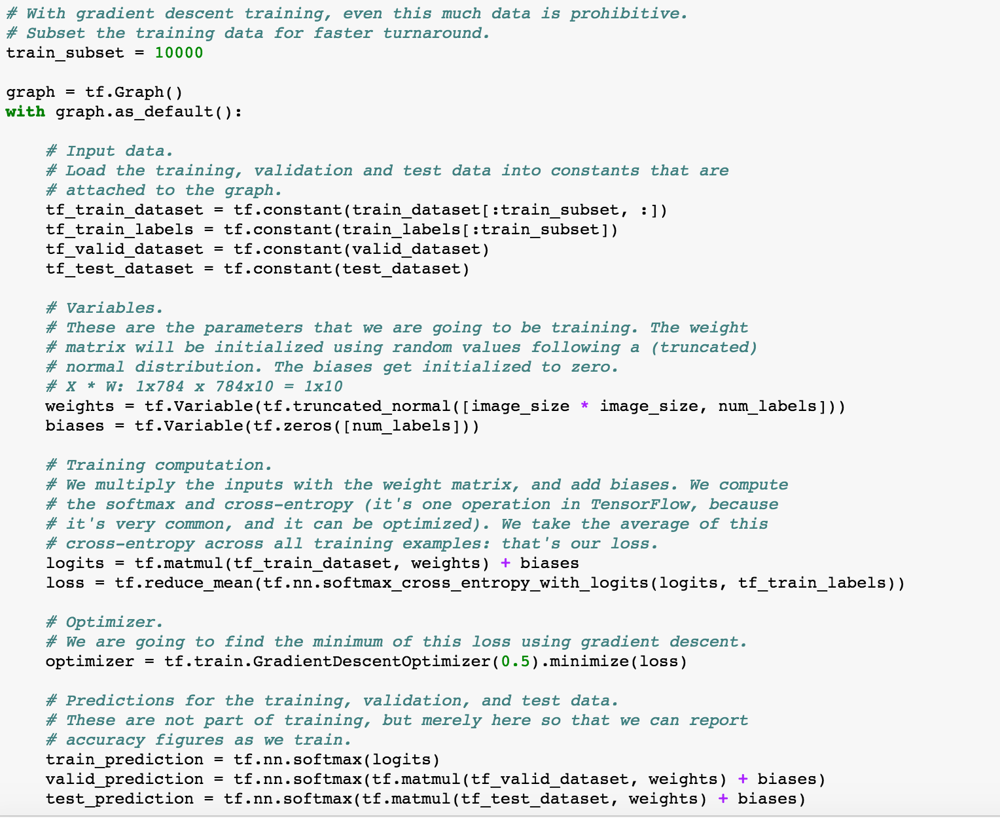 # With gradient descent training, even this much data is prohibitive.
# Subset the training data for faster turnaround.
train_subset = 10000

graph = tf.Graph()
with graph.as_default():

    # Input data.
    # Load the training, validation and test data into constants that are
    # attached to the graph.
    tf_train_dataset = tf.constant(train_dataset[:train_subset, :])
    tf_train_labels = tf.constant(train_labels[:train_subset])
    tf_valid_dataset = tf.constant(valid_dataset)
    tf_test_dataset = tf.constant(test_dataset)

    # Variables.
    # These are the parameters that we are going to be training. The weight
    # matrix will be initialized using random values following a (truncated)
    # normal distribution. The biases get initialized to zero.
    # X * W: 1x784 x 784x10 = 1x10
    weights = tf.Variable(tf.truncated_normal([image_size * image_size, num_labels]))
    biases = tf.Variable(tf.zeros([num_labels]))

    # Training computation.
    # We multiply the inputs with the weight matrix, and add biases. We compute
    # the softmax and cross-entropy (it's one operation in TensorFlow, because
    # it's very common, and it can be optimized). We take the average of this
    # cross-entropy across all training examples: that's our loss.
    logits = tf.matmul(tf_train_dataset, weights) + biases
    loss = tf.reduce_mean(tf.nn.softmax_cross_entropy_with_logits(logits, tf_train_labels))

    # Optimizer.
    # We are going to find the minimum of this loss using gradient descent.
    optimizer = tf.train.GradientDescentOptimizer(0.5).minimize(loss)

    # Predictions for the training, validation, and test data.
    # These are not part of training, but merely here so that we can report
    # accuracy figures as we train.
    train_prediction = tf.nn.softmax(logits)
    valid_prediction = tf.nn.softmax(tf.matmul(tf_valid_dataset, weights) + biases)
    test_prediction = tf.nn.softmax(tf.matmul(tf_test_dataset, weights) + biases)